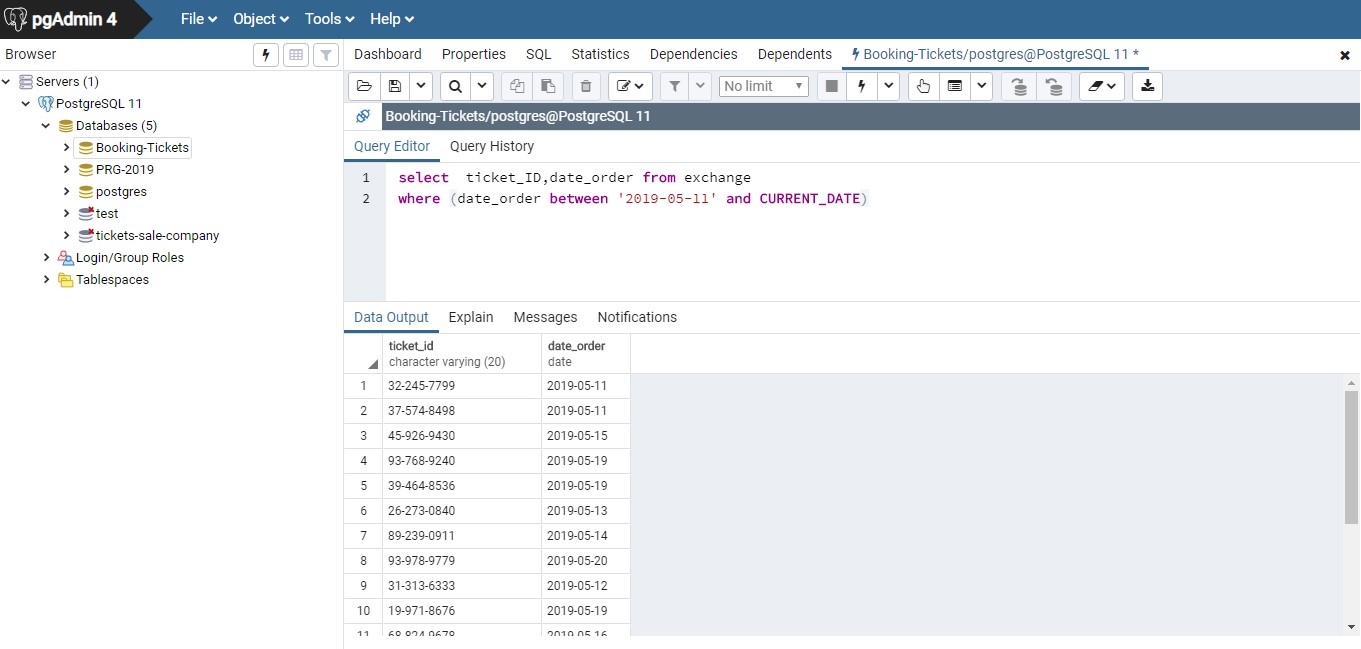 pgAdmin 4 File Object Tools Help
Browser
Servers (1)
PostgreSQL 11
Databases (5)
Booking-Tickets
PRG-2019
postgres
test
tickets-sale-company
Login/Group Roles
Tablespaces
Dashboard Properties SQL Statistics Dependencies Dependents Booking-Tickets/postgres@PostgreSQL 11 *
No limit
Booking-Tickets/postgres@PostgreSQL 11
Query Editor Query History
1 select  ticket_ID,date_order from exchange
2 where (date_order between '2019-05-11' and CURRENT_DATE)
Data Output Explain Messages Notifications
ticket_id date_order
character varying (20) date
1 32-245-7799 2019-05-11
2 37-574-8498 2019-05-11
3 45-926-9430 2019-05-15
4 93-768-9240 2019-05-19
5 39-464-8536 2019-05-19
6 26-273-0840 2019-05-13
7 89-239-0911 2019-05-14
8 93-978-9779 2019-05-20
9 31-313-6333 2019-05-12
10 19-971-8676 2019-05-19
11 68-824-9678 2019-05-16